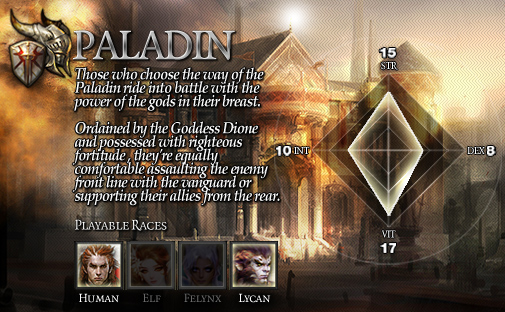 PALADIN
Those who choose the way of the
Paladin ride into battle with the
power of the gods in their breast.
Ordained by the Goddess Dione
and possessed with righteous
fortitude , they're equally
comfortable assaulting the enemy
front line with the vanguard or
supporting their allies from the rear.
15
STR
10 INT
DEX 8
VIT
17
PLAYABLE RACES
HUMAN ELF FELYNX LYCAN